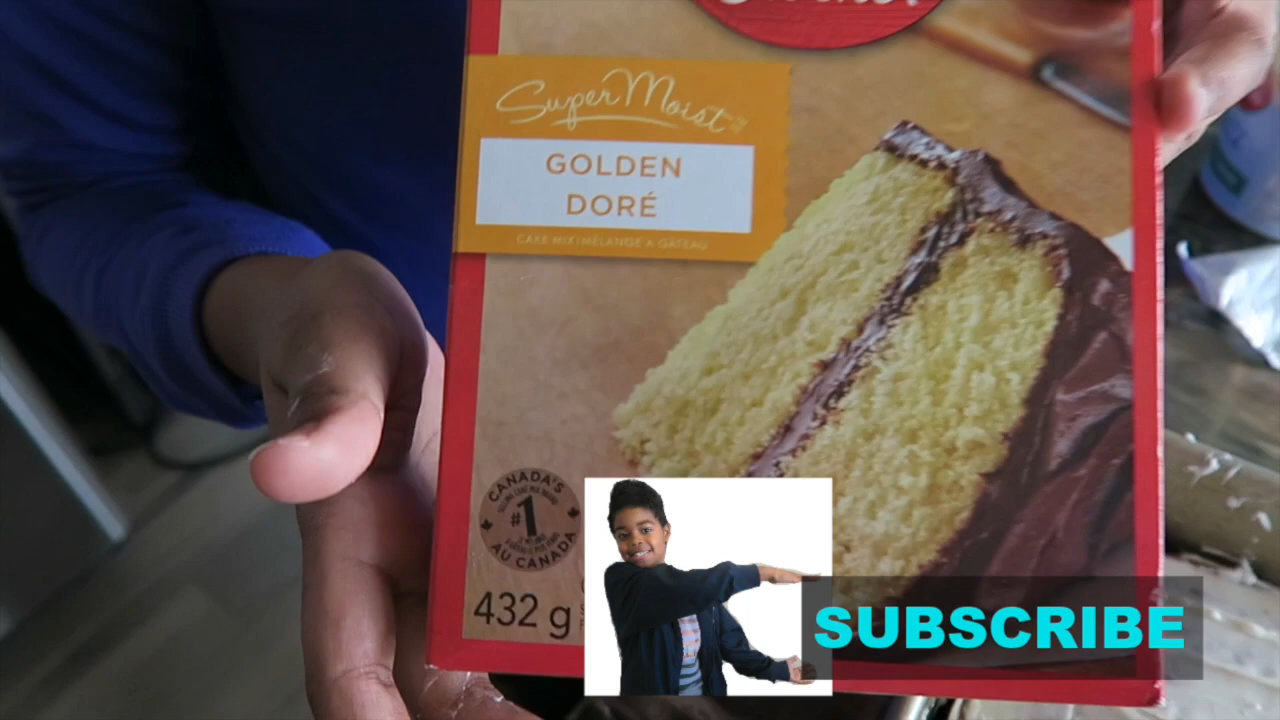 Super Moist
GOLDEN
DORÉ
CAKE MIX | MÉLANGE À GÂTEAU
CANADA'S
#1
AU CANADA
432 g
SUBSCRIBE